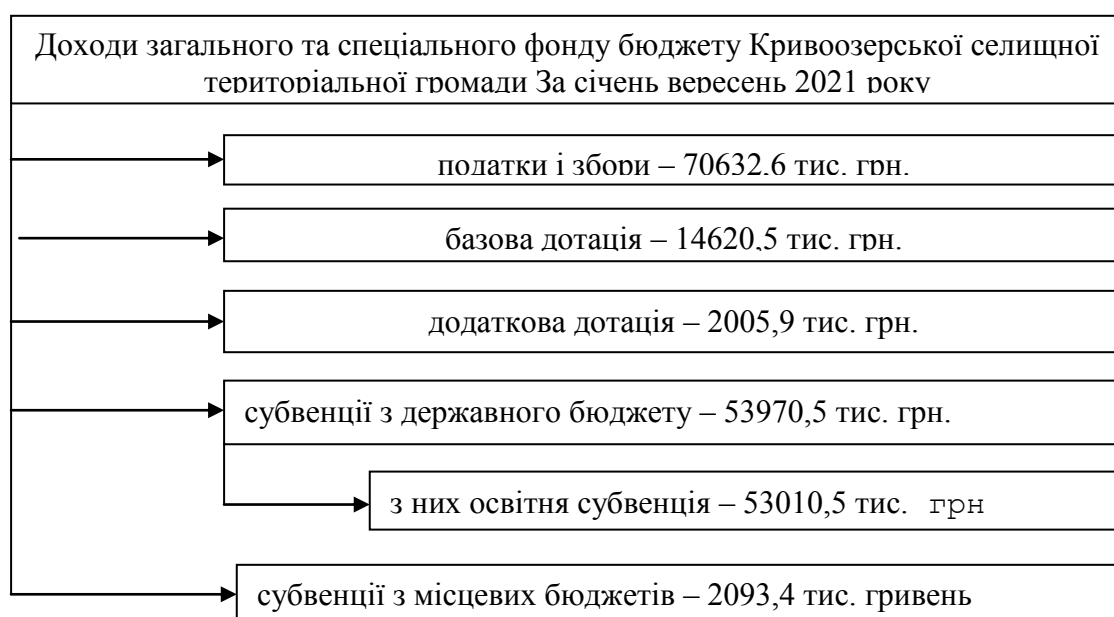 Доходи загального та спеціального фонду бюджету Кривоозерської селищної
територіальної громади За січень вересень 2021 року
податки і збори – 70632,6 тис. грн.
базова дотація – 14620,5 тис. грн.
додаткова дотація – 2005,9 тис. грн.
субвенції з державного бюджету – 53970,5 тис. грн.
з них освітня субвенція – 53010,5 тис. грн
субвенції з місцевих бюджетів – 2093,4 тис. гривень